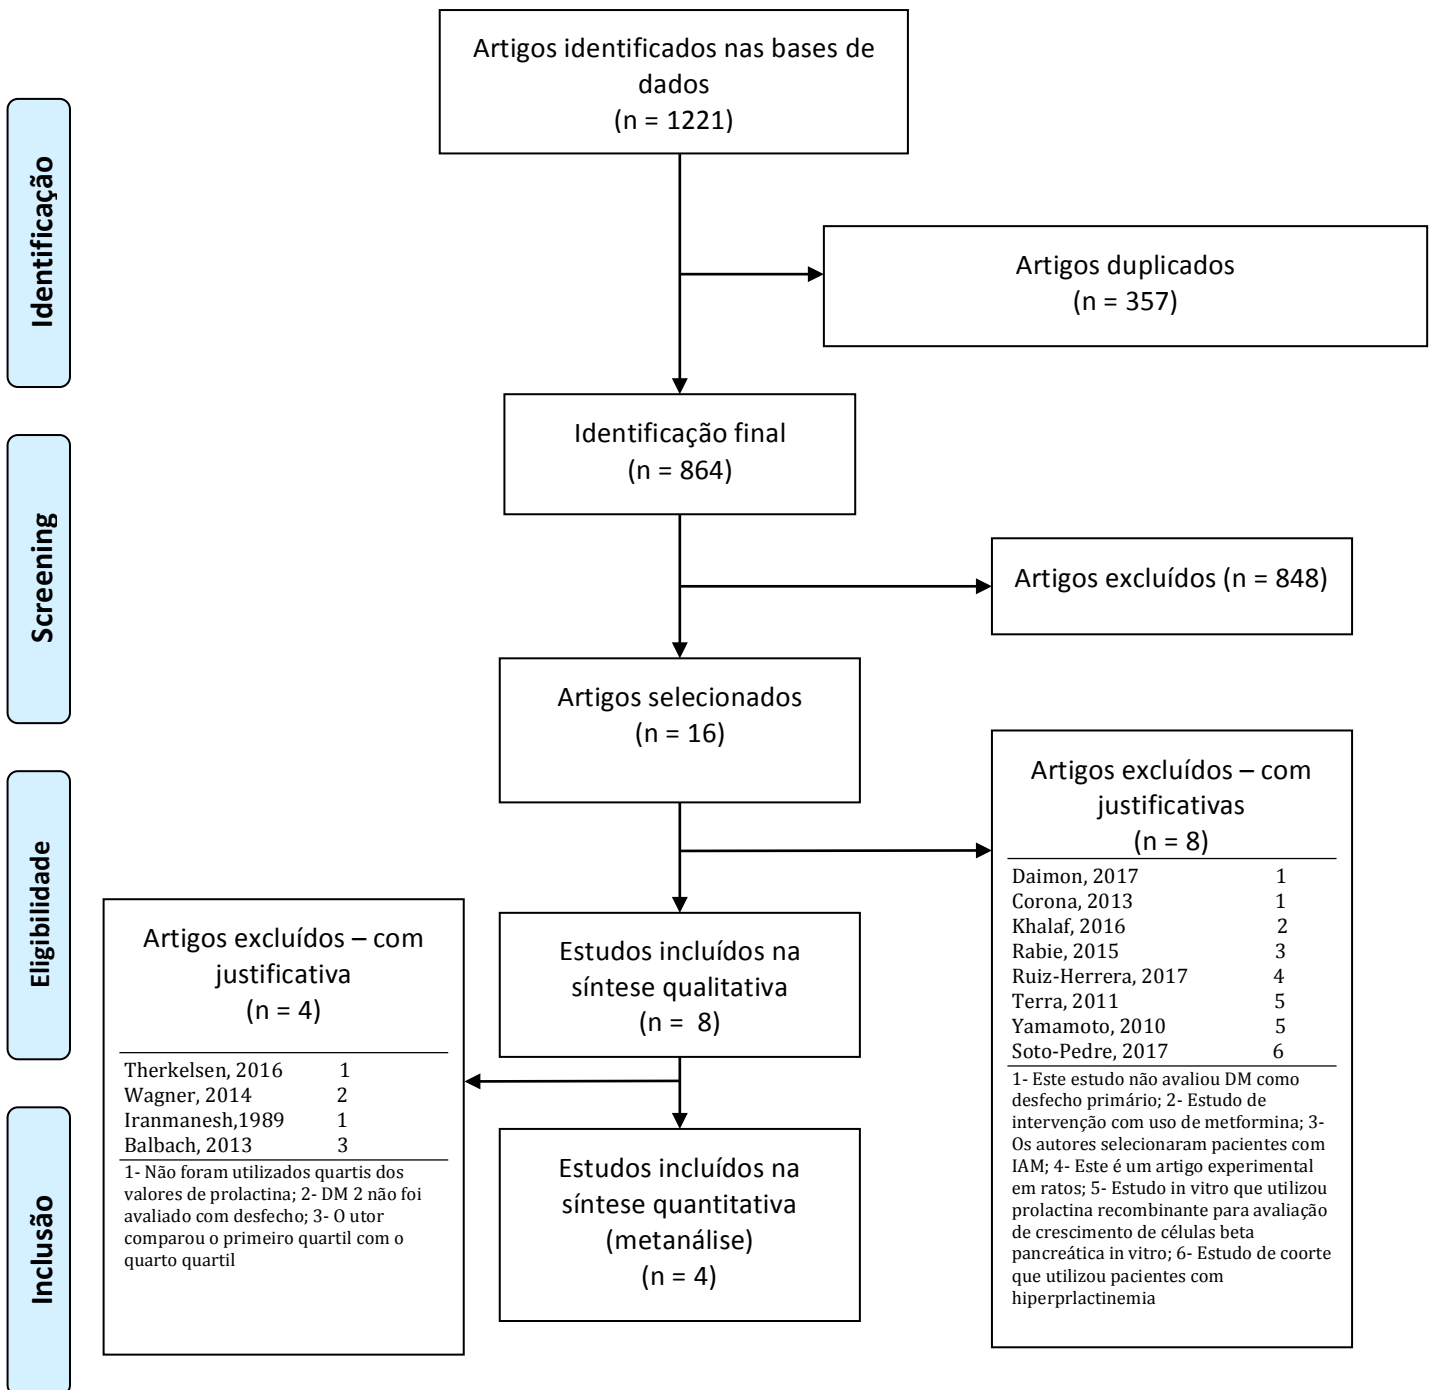 Artigos identificados nas bases de
dados
(n = 1221)
Identificação
Artigos duplicados
(n = 357)
Identificação final
(n = 864)
Screening
Artigos excluídos (n = 848)
Artigos selecionados
(n = 16)
Eligibilidade
Artigos excluídos – com
justificativas
(n = 8)
Daimon, 2017 1
Corona, 2013 1
Khalaf, 2016 2
Rabie, 2015 3
Ruiz-Herrera, 2017 4
Terra, 2011 5
Yamamoto, 2010 5
Soto-Pedre, 2017 6
1- Este estudo não avaliou DM como
desfecho primário; 2- Estudo de
intervenção com uso de metformina; 3-
Os autores selecionaram pacientes com
IAM; 4- Este é um artigo experimental
em ratos; 5- Estudo in vitro que utilizou
prolactina recombinante para avaliação
de crescimento de células beta
pancreática in vitro; 6- Estudo de coorte
que utilizou pacientes com
hiperprlactinemia
Estudos incluídos na
síntese qualitativa
(n = 8)
Artigos excluídos – com
justificativa
(n = 4)
Therkelsen, 2016 1
Wagner, 2014 2
Iranmanesh,1989 1
Balbach, 2013 3
1- Não foram utilizados quartis dos
valores de prolactina; 2- DM 2 não foi
avaliado com desfecho; 3- O utor
comparou o primeiro quartil com o
quarto quartil
Inclusão
Estudos incluídos na
síntese quantitativa
(metanálise)
(n = 4)